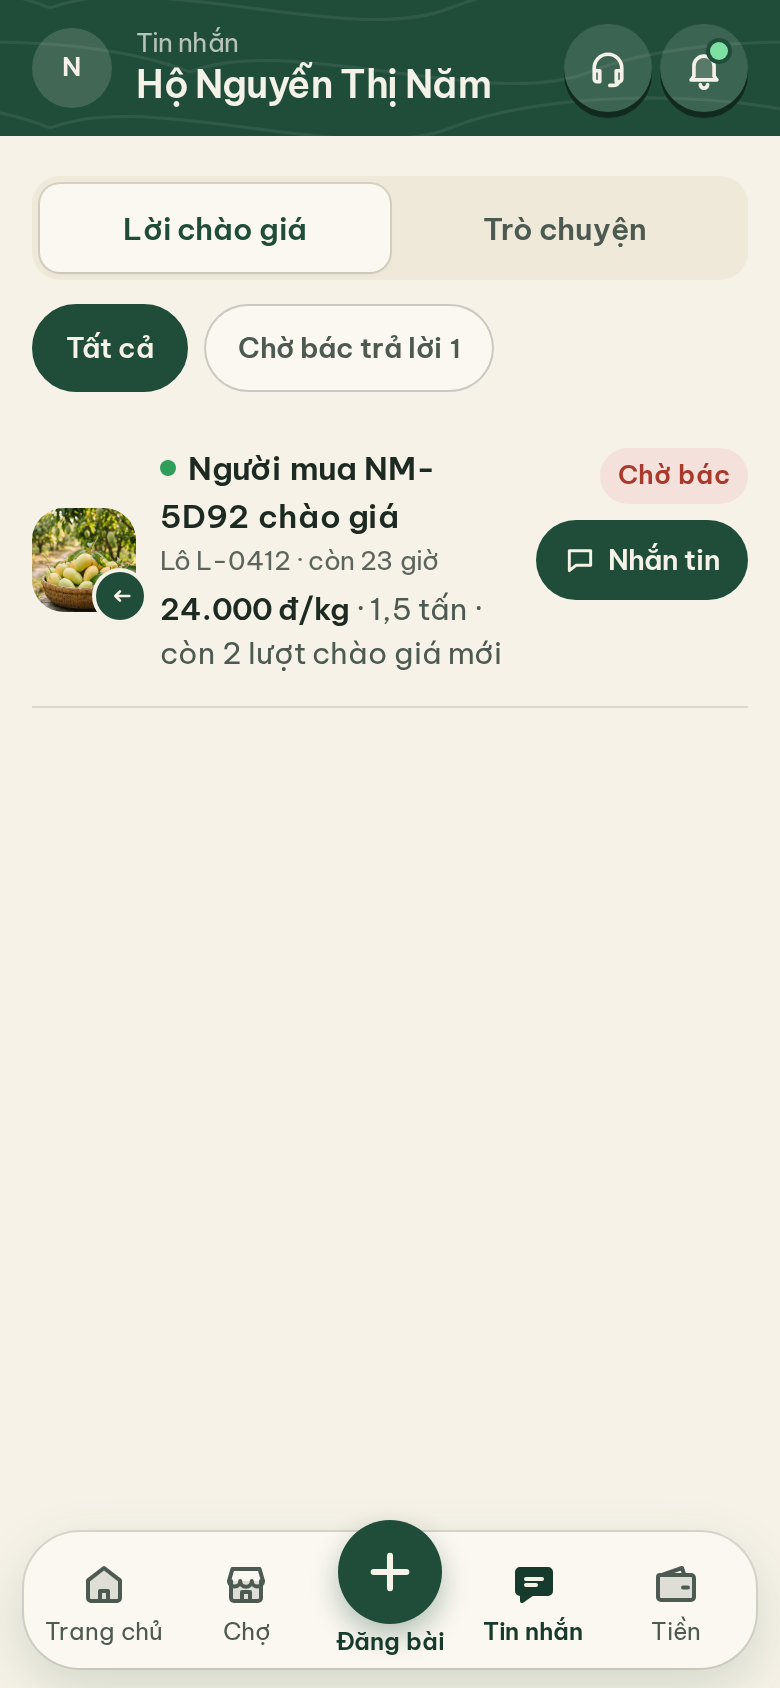 N
Tin nhắn
Hộ Nguyễn Thị Năm
Lời chào giá
Trò chuyện
Tất cả
Chờ bác trả lời 1
Người mua NM-
5D92 chào giá
Lô L-0412 · còn 23 giờ
24.000 đ/kg · 1,5 tấn ·
còn 2 lượt chào giá mới
Chờ bác
Nhắn tin
Trang chủ
Chợ
Đăng bài
Tin nhắn
Tiền